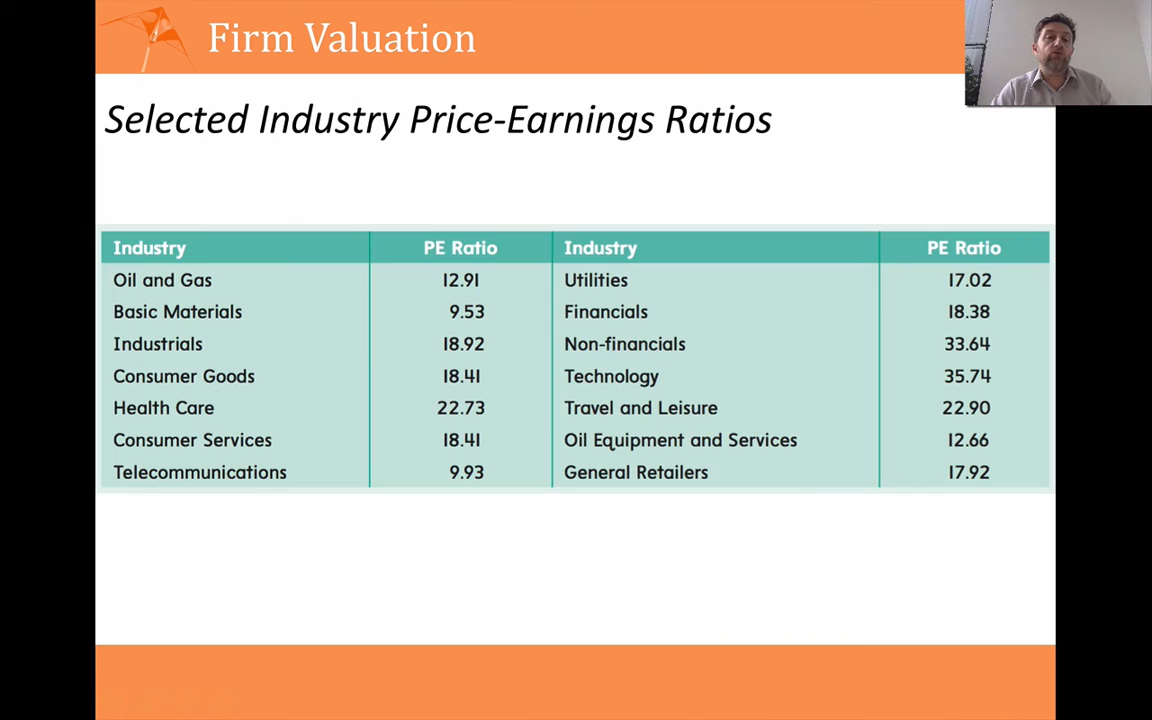 Firm Valuation
Selected Industry Price-Earnings Ratios
Industry PE Ratio Industry PE Ratio
Oil and Gas 12.91 Utilities 17.02
Basic Materials 9.53 Financials 18.38
Industrials 18.92 Non-financials 33.64
Consumer Goods 18.41 Technology 35.74
Health Care 22.73 Travel and Leisure 22.90
Consumer Services 18.41 Oil Equipment and Services 12.66
Telecommunications 9.93 General Retailers 17.92